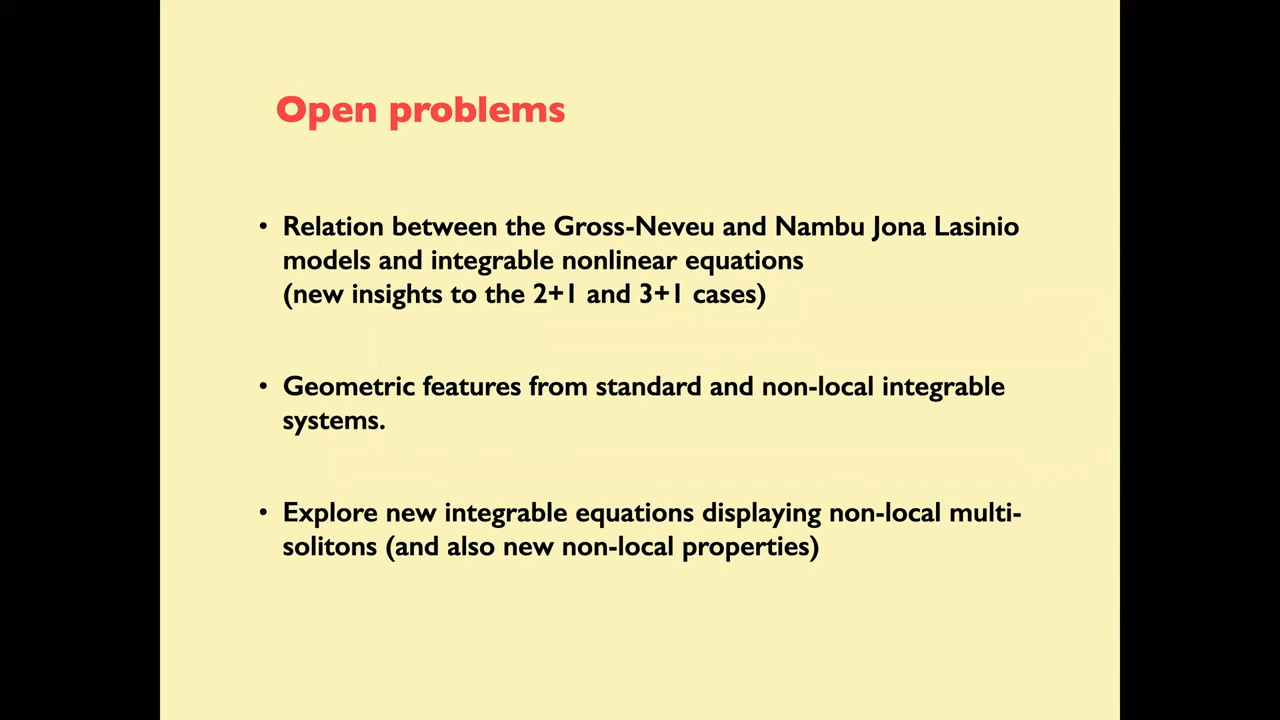 Open problems
• Relation between the Gross-Neveu and Nambu Jona Lasinio
models and integrable nonlinear equations
(new insights to the 2+1 and 3+1 cases)
• Geometric features from standard and non-local integrable
systems.
• Explore new integrable equations displaying non-local multi-
solitons (and also new non-local properties)